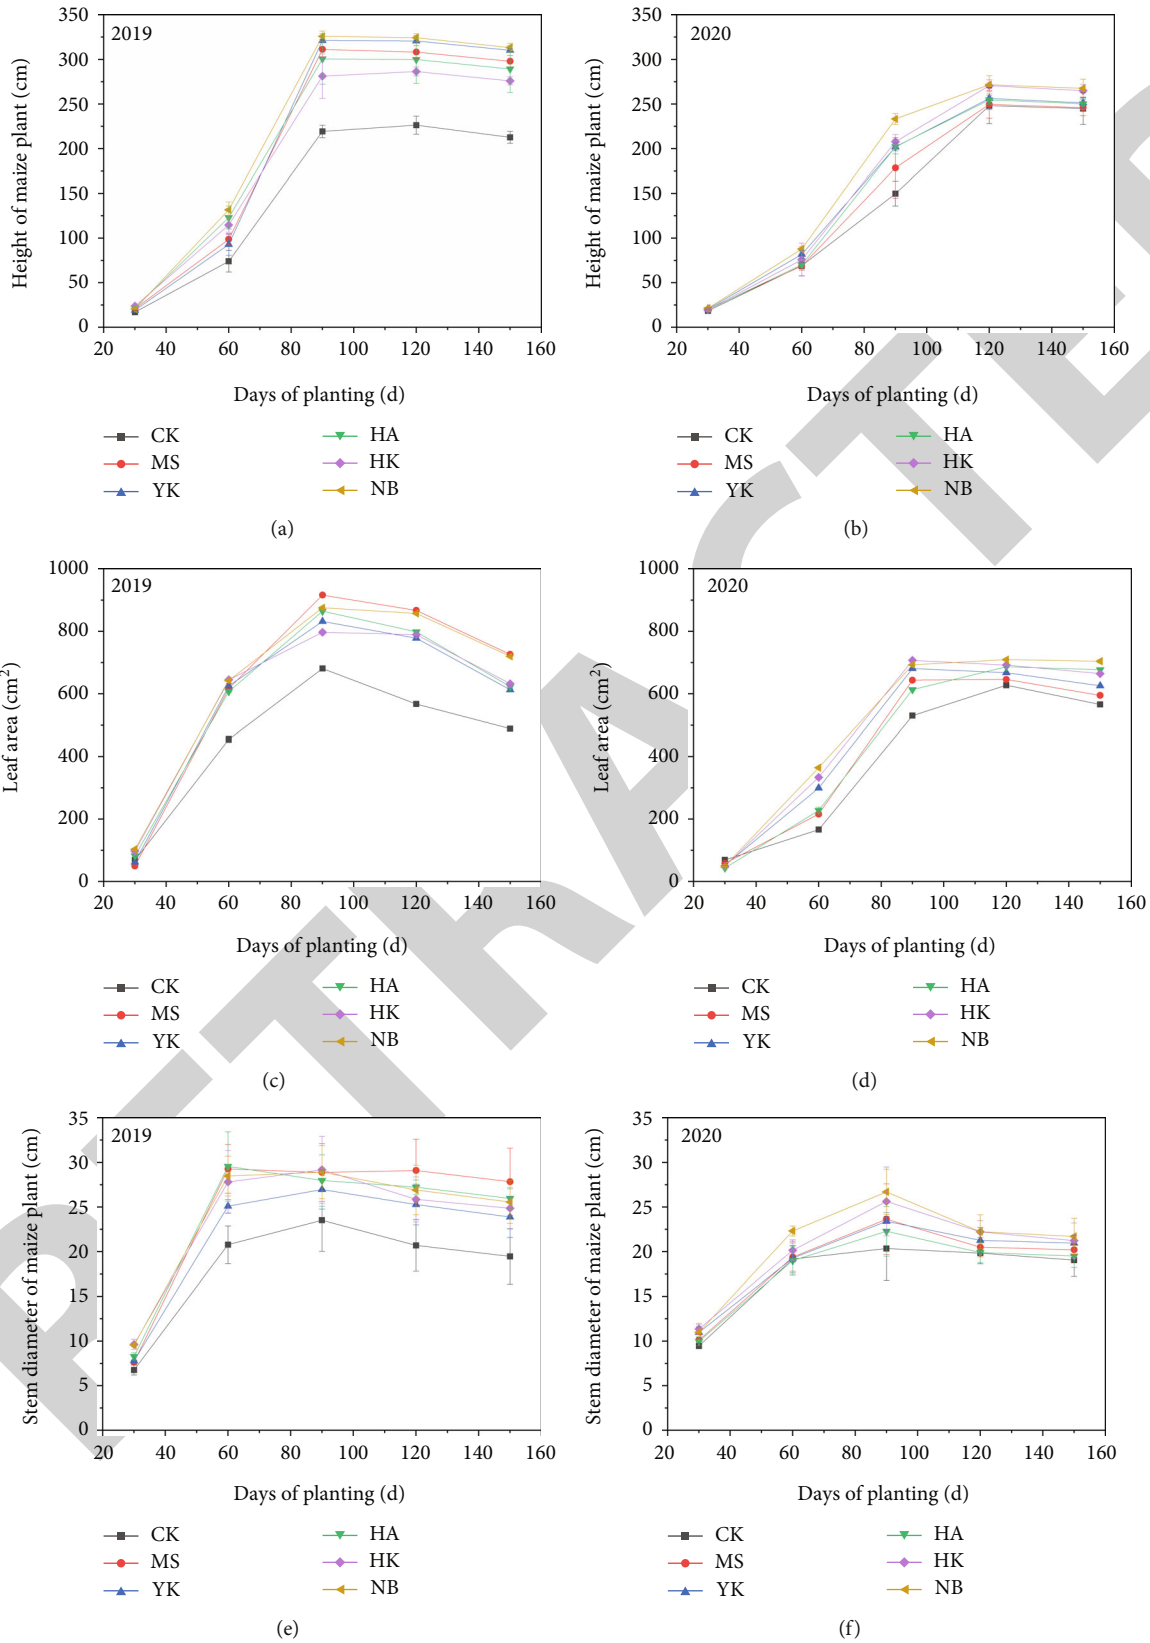 2019
Height of maize plant (cm)
350
300
250
200
150
100
50
0
20 40 60 80 100 120 140 160
Days of planting (d)
CK HA
MS HK
YK NB
(a)
2020
Height of maize plant (cm)
350
300
250
200
150
100
50
0
20 40 60 80 100 120 140 160
Days of planting (d)
CK HA
MS HK
YK NB
(b)
2019
Leaf area (cm²)
1000
800
600
400
200
0
20 40 60 80 100 120 140 160
Days of planting (d)
CK HA
MS HK
YK NB
(c)
2020
Leaf area (cm²)
1000
800
600
400
200
0
20 40 60 80 100 120 140 160
Days of planting (d)
CK HA
MS HK
YK NB
(d)
2019
Stem diameter of maize plant (cm)
35
30
25
20
15
10
5
0
20 40 60 80 100 120 140 160
Days of planting (d)
CK HA
MS HK
YK NB
(e)
2020
Stem diameter of maize plant (cm)
35
30
25
20
15
10
5
0
20 40 60 80 100 120 140 160
Days of planting (d)
CK HA
MS HK
YK NB
(f)